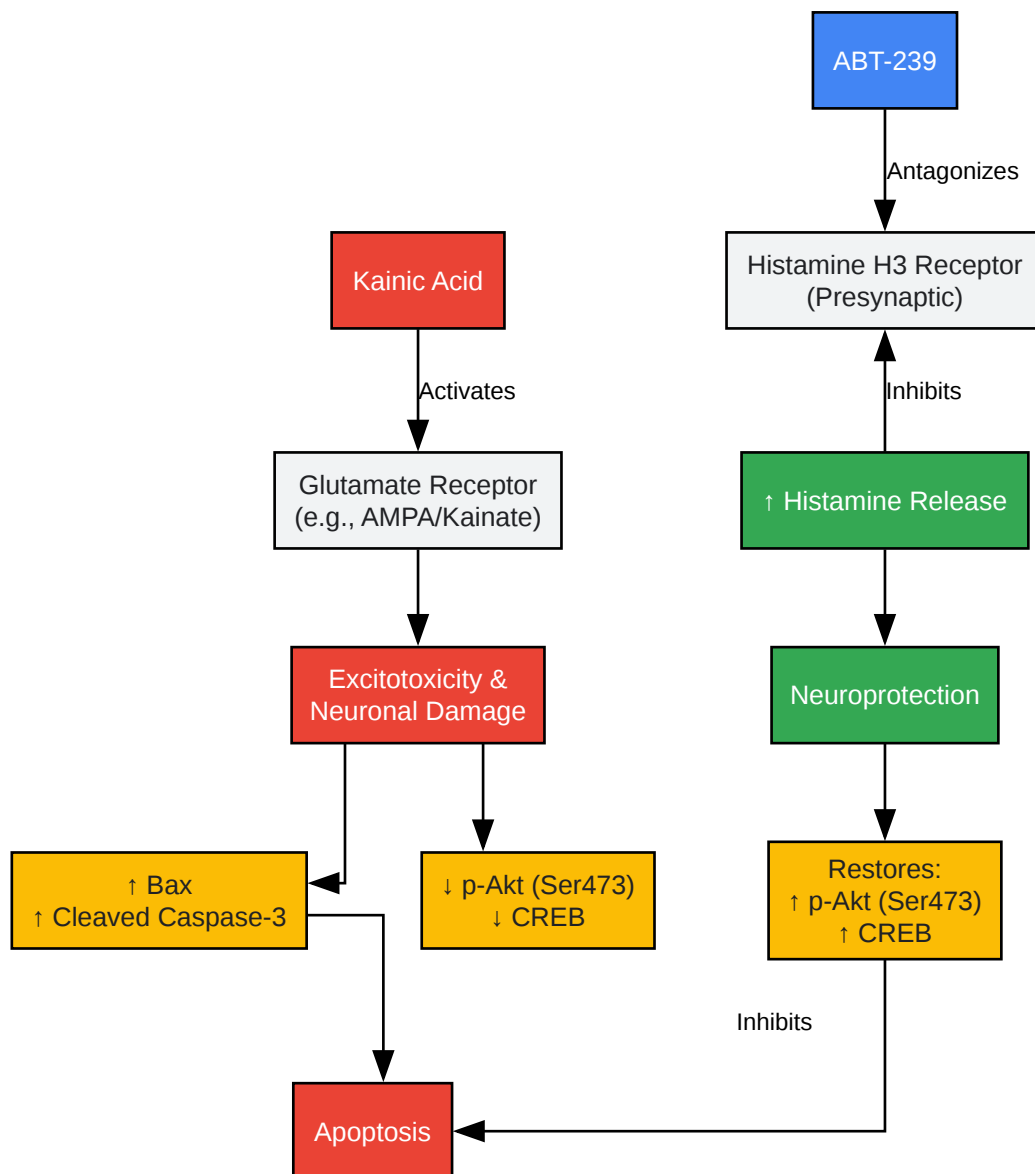 ABT-239
Antagonizes
Histamine H3 Receptor
(Presynaptic)
Kainic Acid
Activates
Inhibits
Glutamate Receptor
(e.g., AMPA/Kainate)
↑ Histamine Release
Excitotoxicity &
Neuronal Damage
Neuroprotection
↑ Bax
↑ Cleaved Caspase-3
↓ p-Akt (Ser473)
↓ CREB
Restores:
↑ p-Akt (Ser473)
↑ CREB
Inhibits
Apoptosis